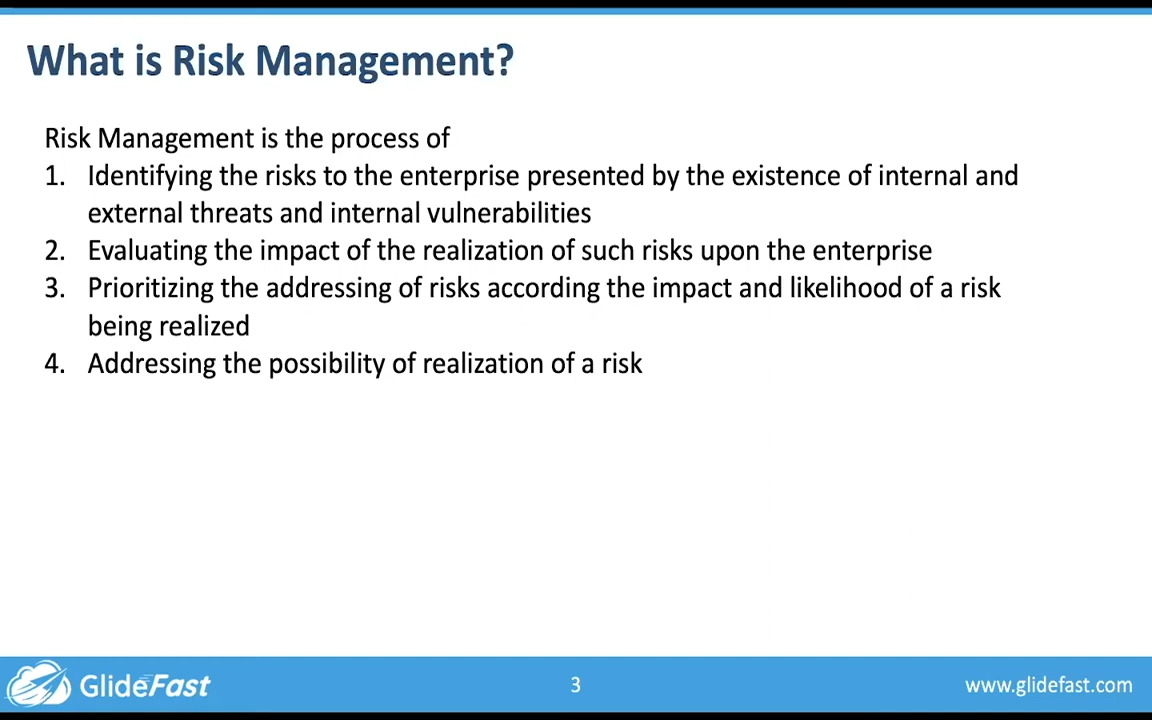 What is Risk Management?
Risk Management is the process of
1. Identifying the risks to the enterprise presented by the existence of internal and
external threats and internal vulnerabilities
2. Evaluating the impact of the realization of such risks upon the enterprise
3. Prioritizing the addressing of risks according the impact and likelihood of a risk
being realized
4. Addressing the possibility of realization of a risk
GlideFast
3
www.glidefast.com